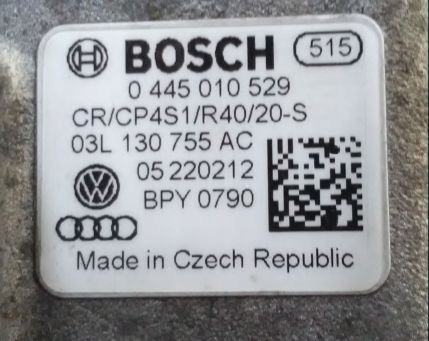 BOSCH 515
0 445 010 529
CR/CP4S1/R40/20-S
03L 130 755 AC
05 220212
BPY 0790
Made in Czech Republic